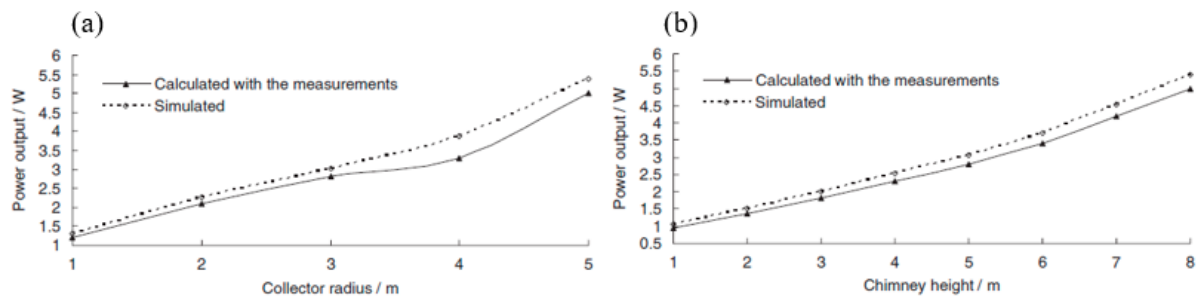 (a)
6
5.5
5
4.5
4
3.5
3
2.5
2
1.5
1
Power output / W
Calculated with the measurements
Simulated
1 2 3 4 5
Collector radius / m
(b)
6
5.5
5
4.5
4
3.5
3
2.5
2
1.5
1
0.5
Power output / W
Calculated with the measurements
Simulated
1 2 3 4 5 6 7 8
Chimney height / m